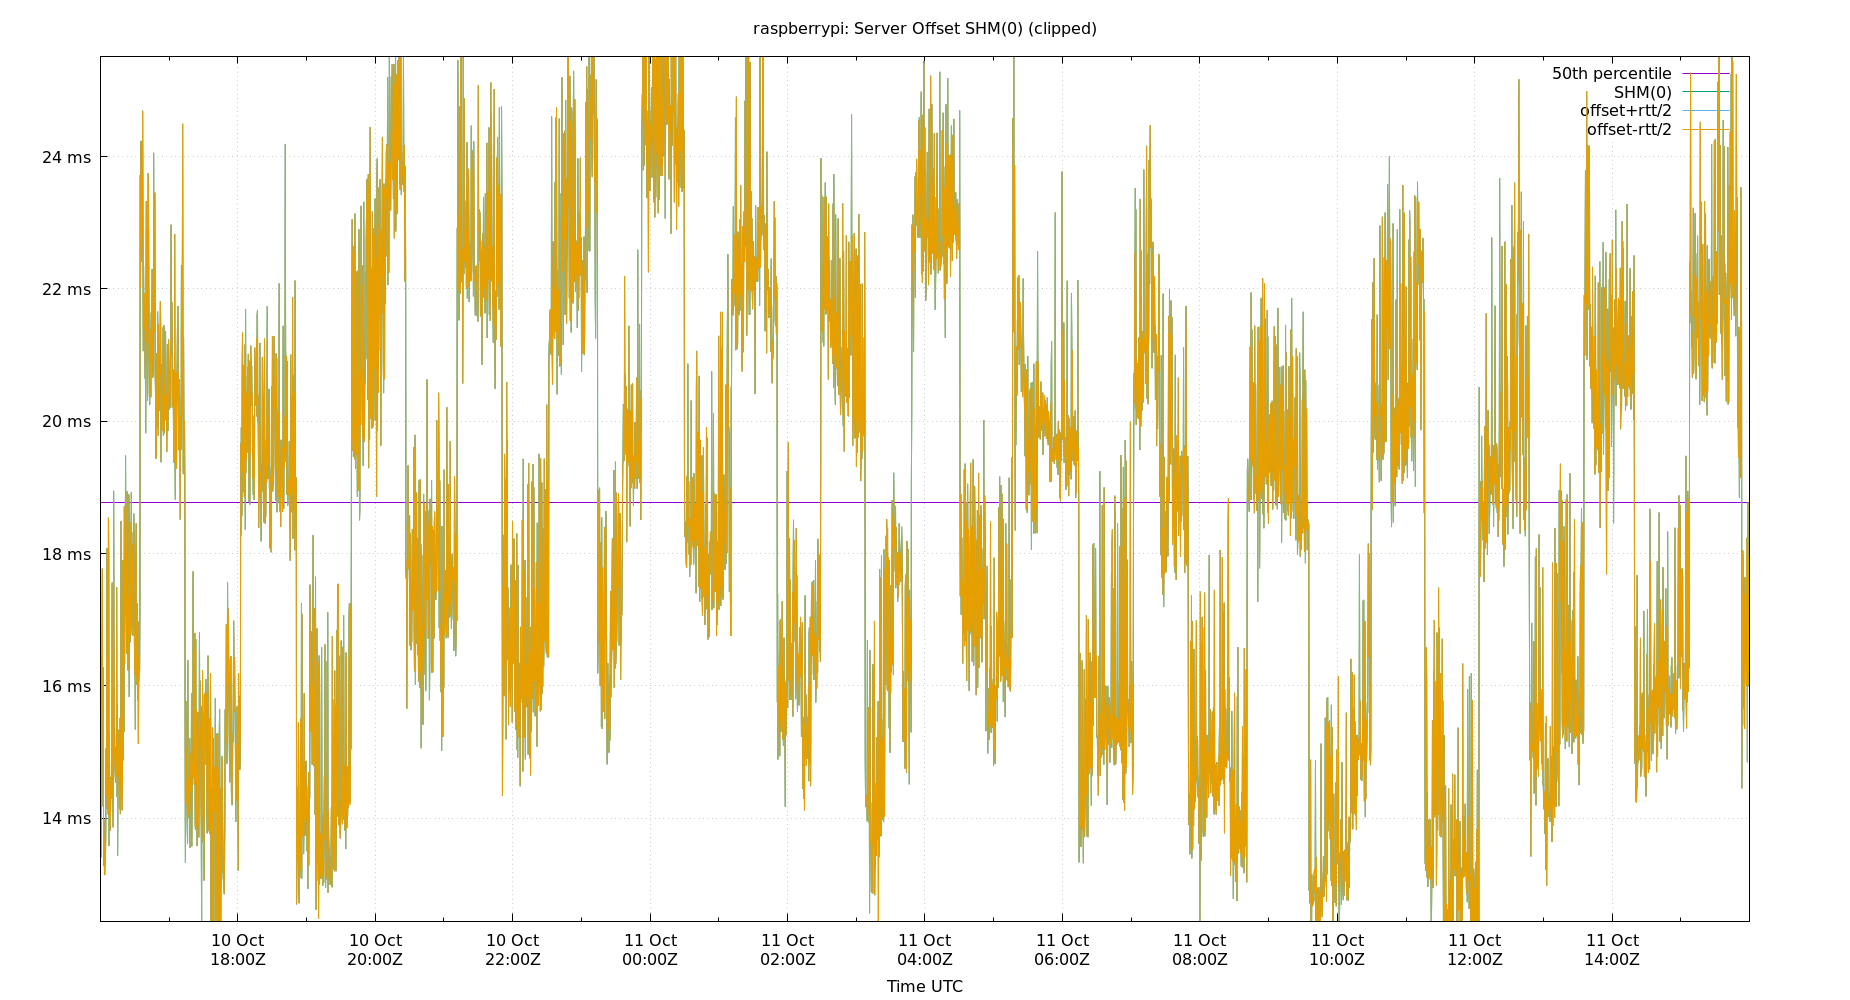 raspberrypi: Server Offset SHM(0) (clipped)
50th percentile
SHM(0)
offset+rtt/2
offset-rtt/2
24 ms
22 ms
20 ms
18 ms
16 ms
14 ms
10 Oct 10 Oct 10 Oct 11 Oct 11 Oct 11 Oct 11 Oct 11 Oct 11 Oct 11 Oct 11 Oct
18:00Z 20:00Z 22:00Z 00:00Z 02:00Z 04:00Z 06:00Z 08:00Z 10:00Z 12:00Z 14:00Z
Time UTC